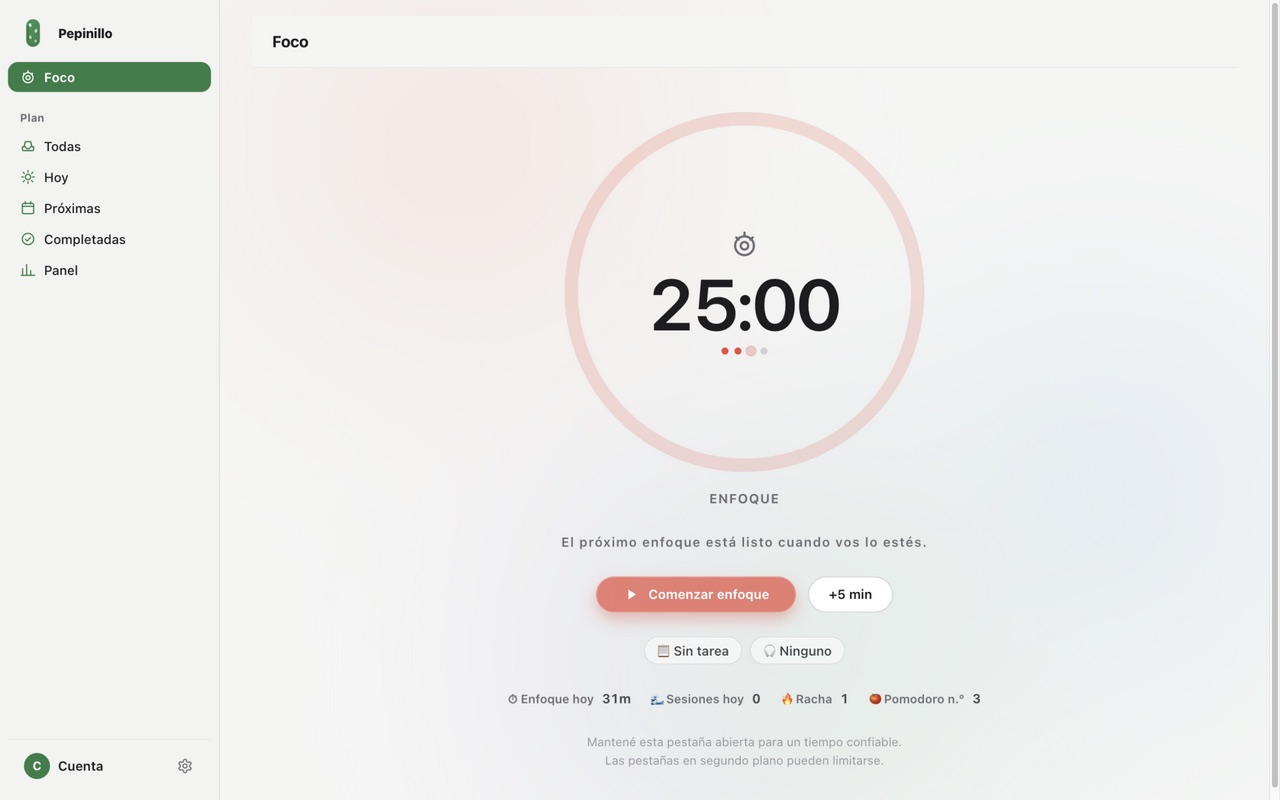 Pepinillo
Foco
Plan
Todas
Hoy
Próximas
Completadas
Panel
C Cuenta
Foco
25:00
ENFOQUE
El próximo enfoque está listo cuando vos lo estés.
Comenzar enfoque +5 min
Sin tarea Ninguno
Enfoque hoy 31m Sesiones hoy 0 Racha 1 Pomodoro n.º 3
Mantené esta pestaña abierta para un tiempo confiable.
Las pestañas en segundo plano pueden limitarse.